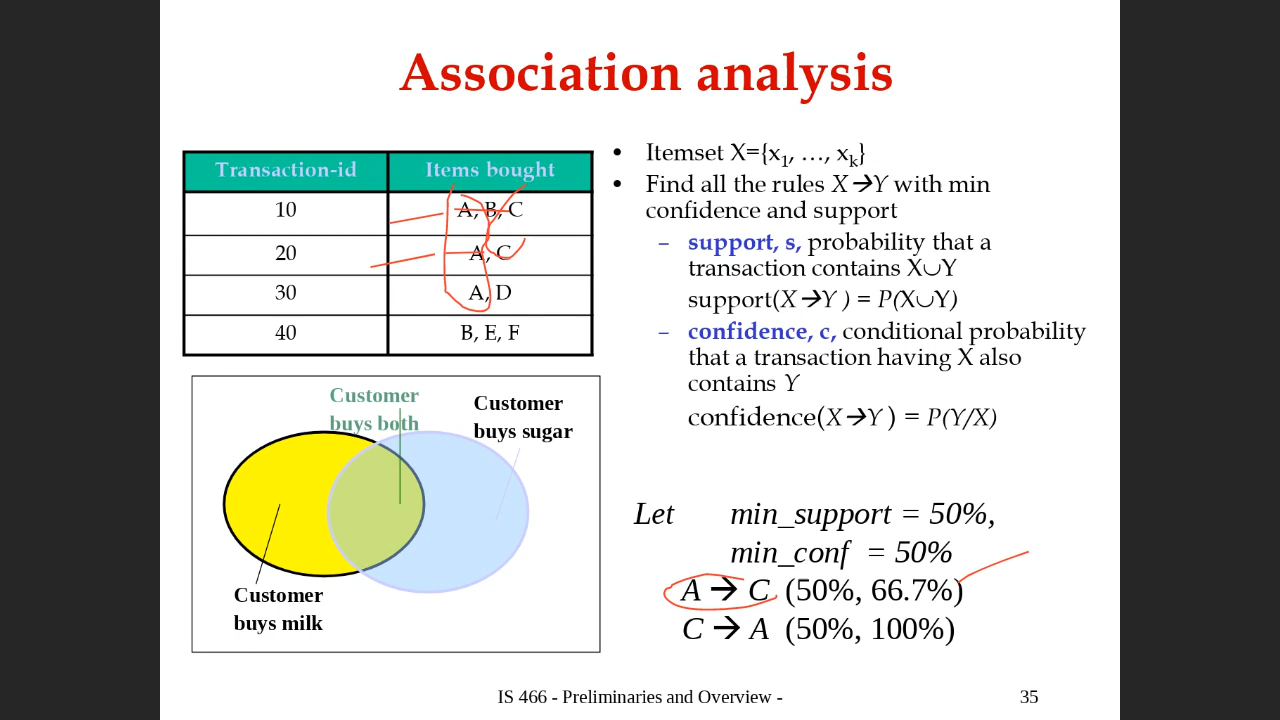 Association analysis
Transaction-id Items bought
10 A, B, C
20 A, C
30 A, D
40 B, E, F
Customer
buys both
Customer
buys sugar
Customer
buys milk
• Itemset X={x1, …, xk}
• Find all the rules X→Y with min
confidence and support
– support, s, probability that a
transaction contains X∪Y
support(X→Y ) = P(X∪Y)
– confidence, c, conditional probability
that a transaction having X also
contains Y
confidence(X→Y ) = P(Y/X)
Let min_support = 50%,
min_conf = 50%
A → C (50%, 66.7%)
C → A (50%, 100%)
IS 466 - Preliminaries and Overview - 35